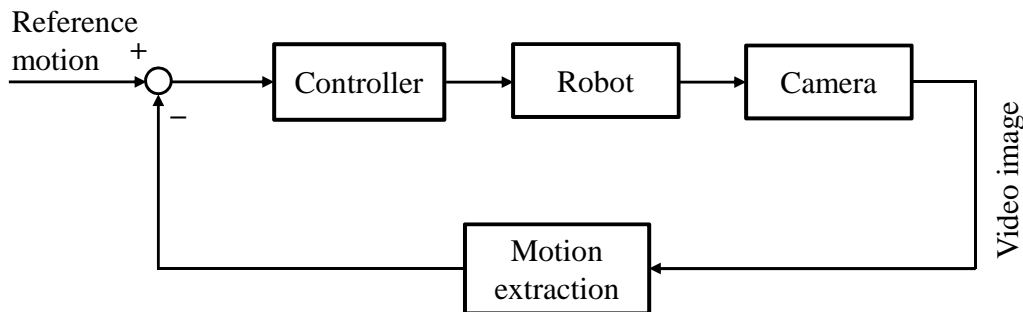 Reference
motion
+
−
Controller
Robot
Camera
Video image
Motion
extraction